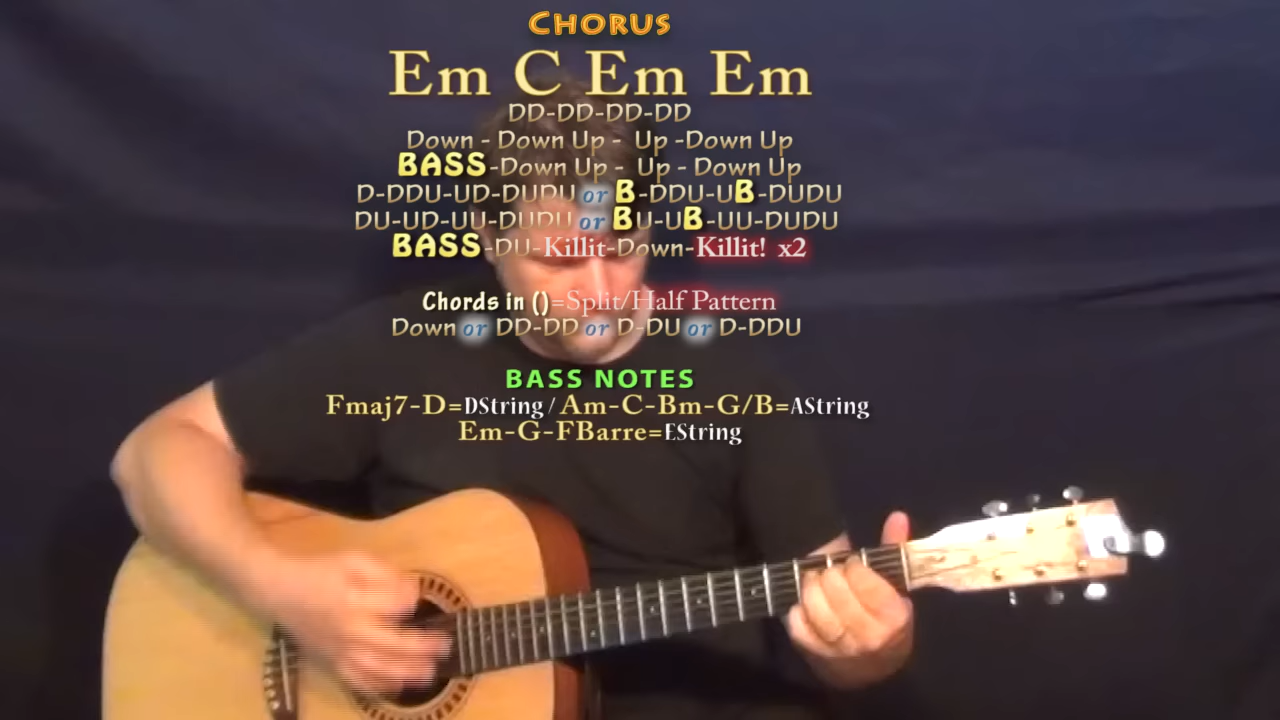 CHORUS
Em C Em Em
DD-DD-DD-DD
Down - Down Up - Up -Down Up
BASS-Down Up - Up - Down Up
D-DDU-UD-DUDU or B-DDU-UB-DUDU
DU-UD-UU-DUDU or BU-UB-UU-DUDU
BASS-DU-Killit-Down-Killit! x2
Chords in ()=Split/Half Pattern
Down or DD-DD or D-DU or D-DDU
BASS NOTES
Fmaj7-D=DString / Am-C-Bm-G/B=AString
Em-G-FBarre=EString